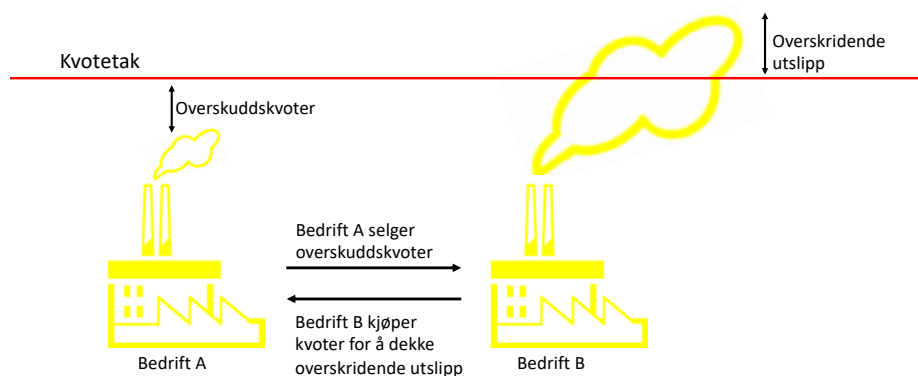 Overskridende
utslipp
Kvotetak
Overskuddskvoter
Bedrift A selger
overskuddskvoter
Bedrift B kjøper
kvoter for å dekke
overskridende utslipp
Bedrift A
Bedrift B